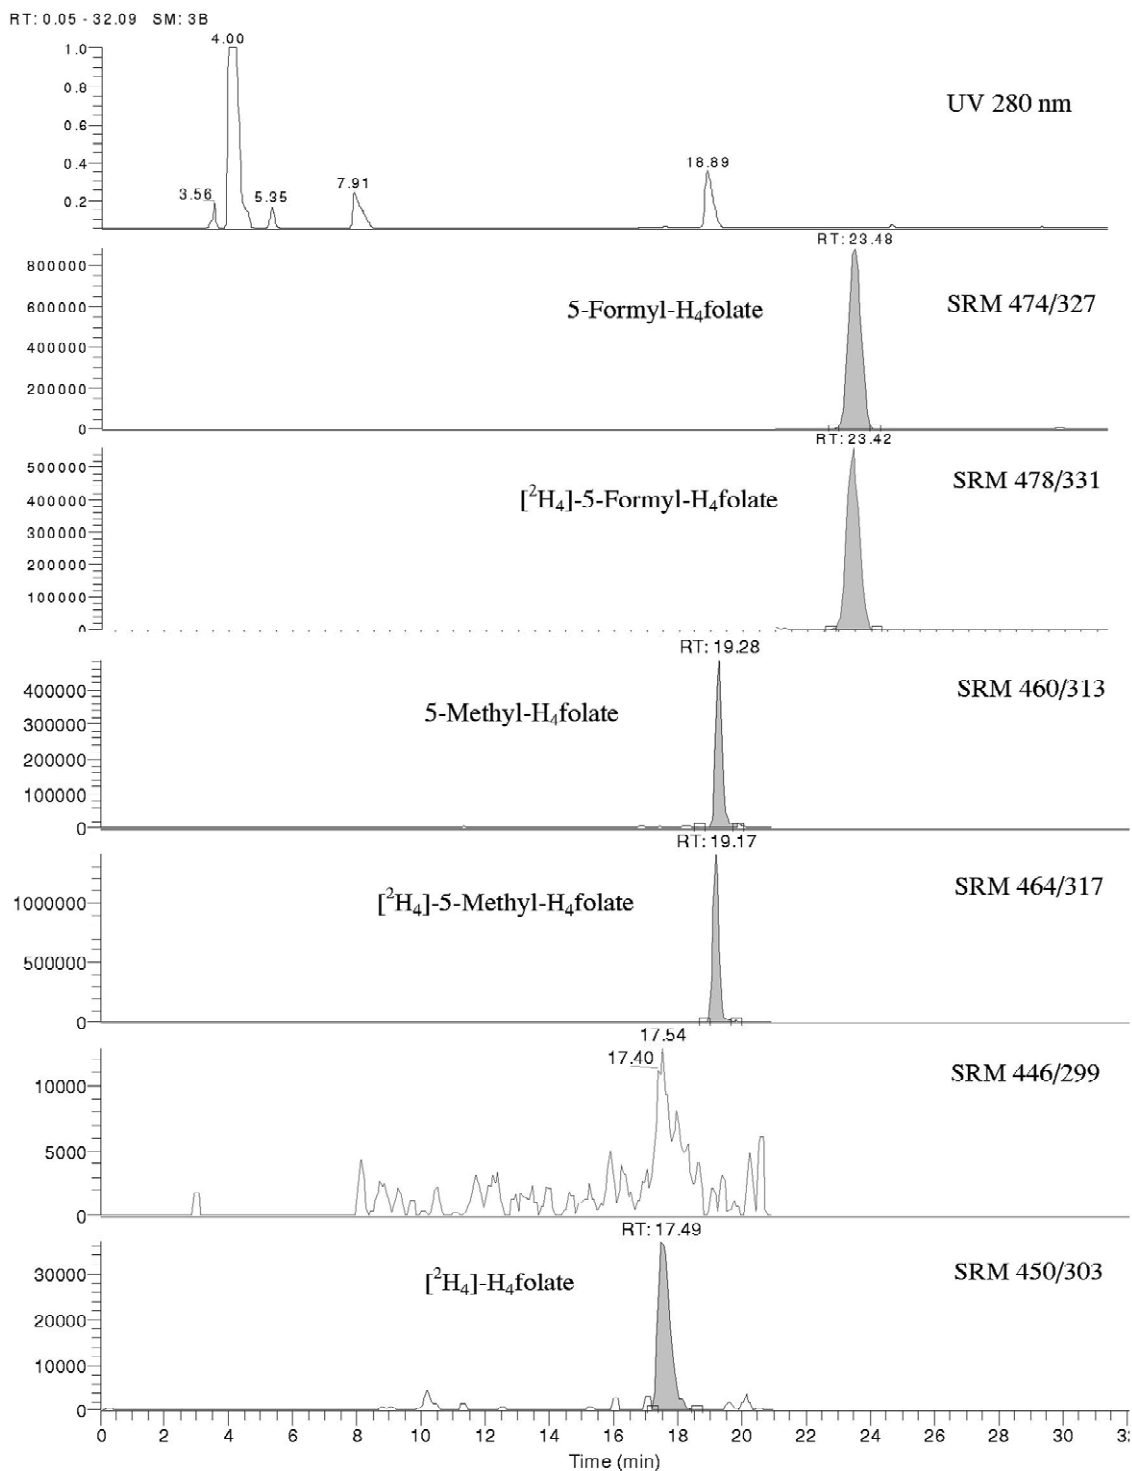 RT: 0.05 - 32.09 SM: 3B
4.00
1.0
0.8
UV 280 nm
0.6
0.4
3.56
5.35
7.91
18.89
0.2
RT: 23.48
800000
5-Formyl-H₄folate
SRM 474/327
600000
400000
200000
0
RT: 23.42
500000
[²H₄]-5-Formyl-H₄folate
SRM 478/331
400000
300000
200000
100000
0
RT: 19.28
SRM 460/313
400000
5-Methyl-H₄folate
300000
200000
100000
0
RT: 19.17
SRM 464/317
1000000
[²H₄]-5-Methyl-H₄folate
500000
0
17.54
17.40
SRM 446/299
10000
5000
0
RT: 17.49
30000
[²H₄]-H₄folate
SRM 450/303
20000
10000
0
0 2 4 6 8 10 12 14 16 18 20 22 24 26 28 30
Time (min)